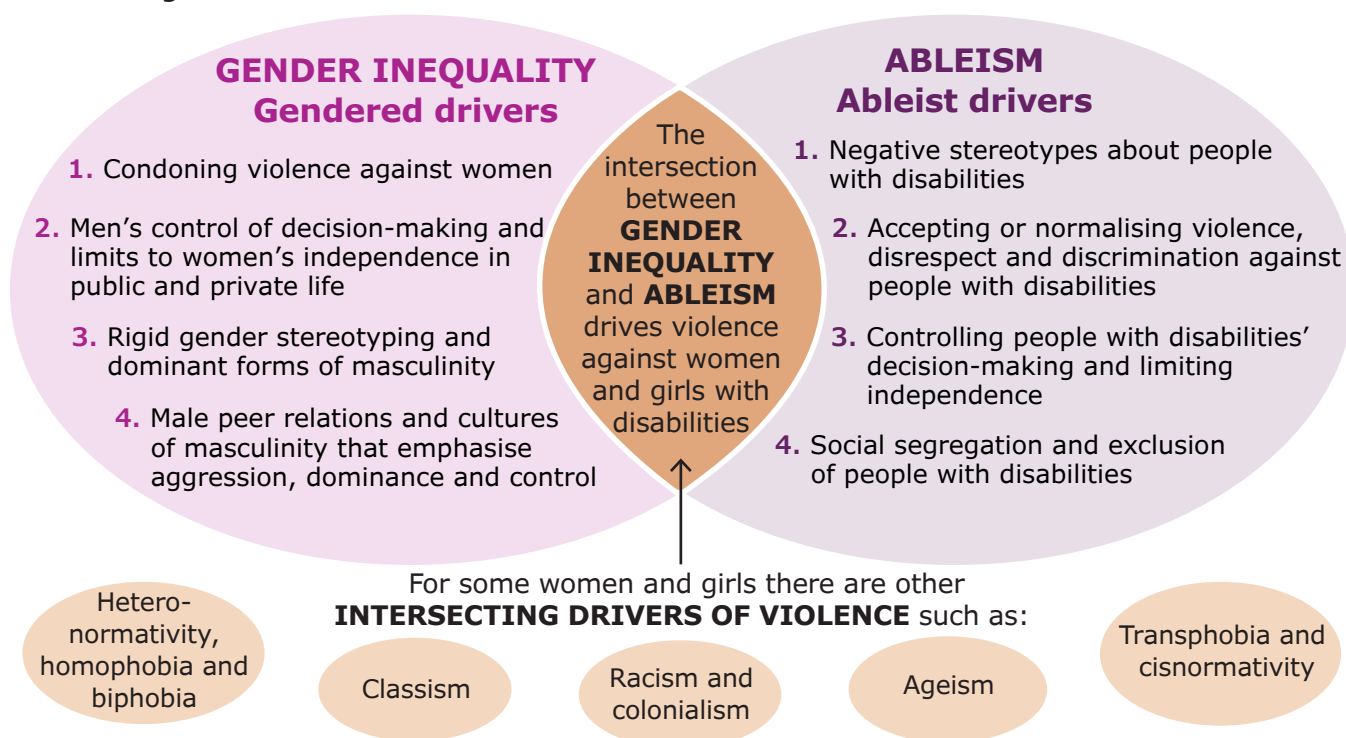 GENDER INEQUALITY
Gendered drivers
1. Condoning violence against women
2. Men’s control of decision-making and
limits to women’s independence in
public and private life
3. Rigid gender stereotyping and
dominant forms of masculinity
4. Male peer relations and cultures
of masculinity that emphasise
aggression, dominance and control
The
intersection
between
GENDER
INEQUALITY
and ABLEISM
drives violence
against women
and girls with
disabilities
ABLEISM
Ableist drivers
1. Negative stereotypes about people
with disabilities
2. Accepting or normalising violence,
disrespect and discrimination against
people with disabilities
3. Controlling people with disabilities’
decision-making and limiting
independence
4. Social segregation and exclusion
of people with disabilities
For some women and girls there are other
INTERSECTING DRIVERS OF VIOLENCE such as:
Hetero-
normativity,
homophobia and
biphobia
Classism
Racism and
colonialism
Ageism
Transphobia and
cisnormativity